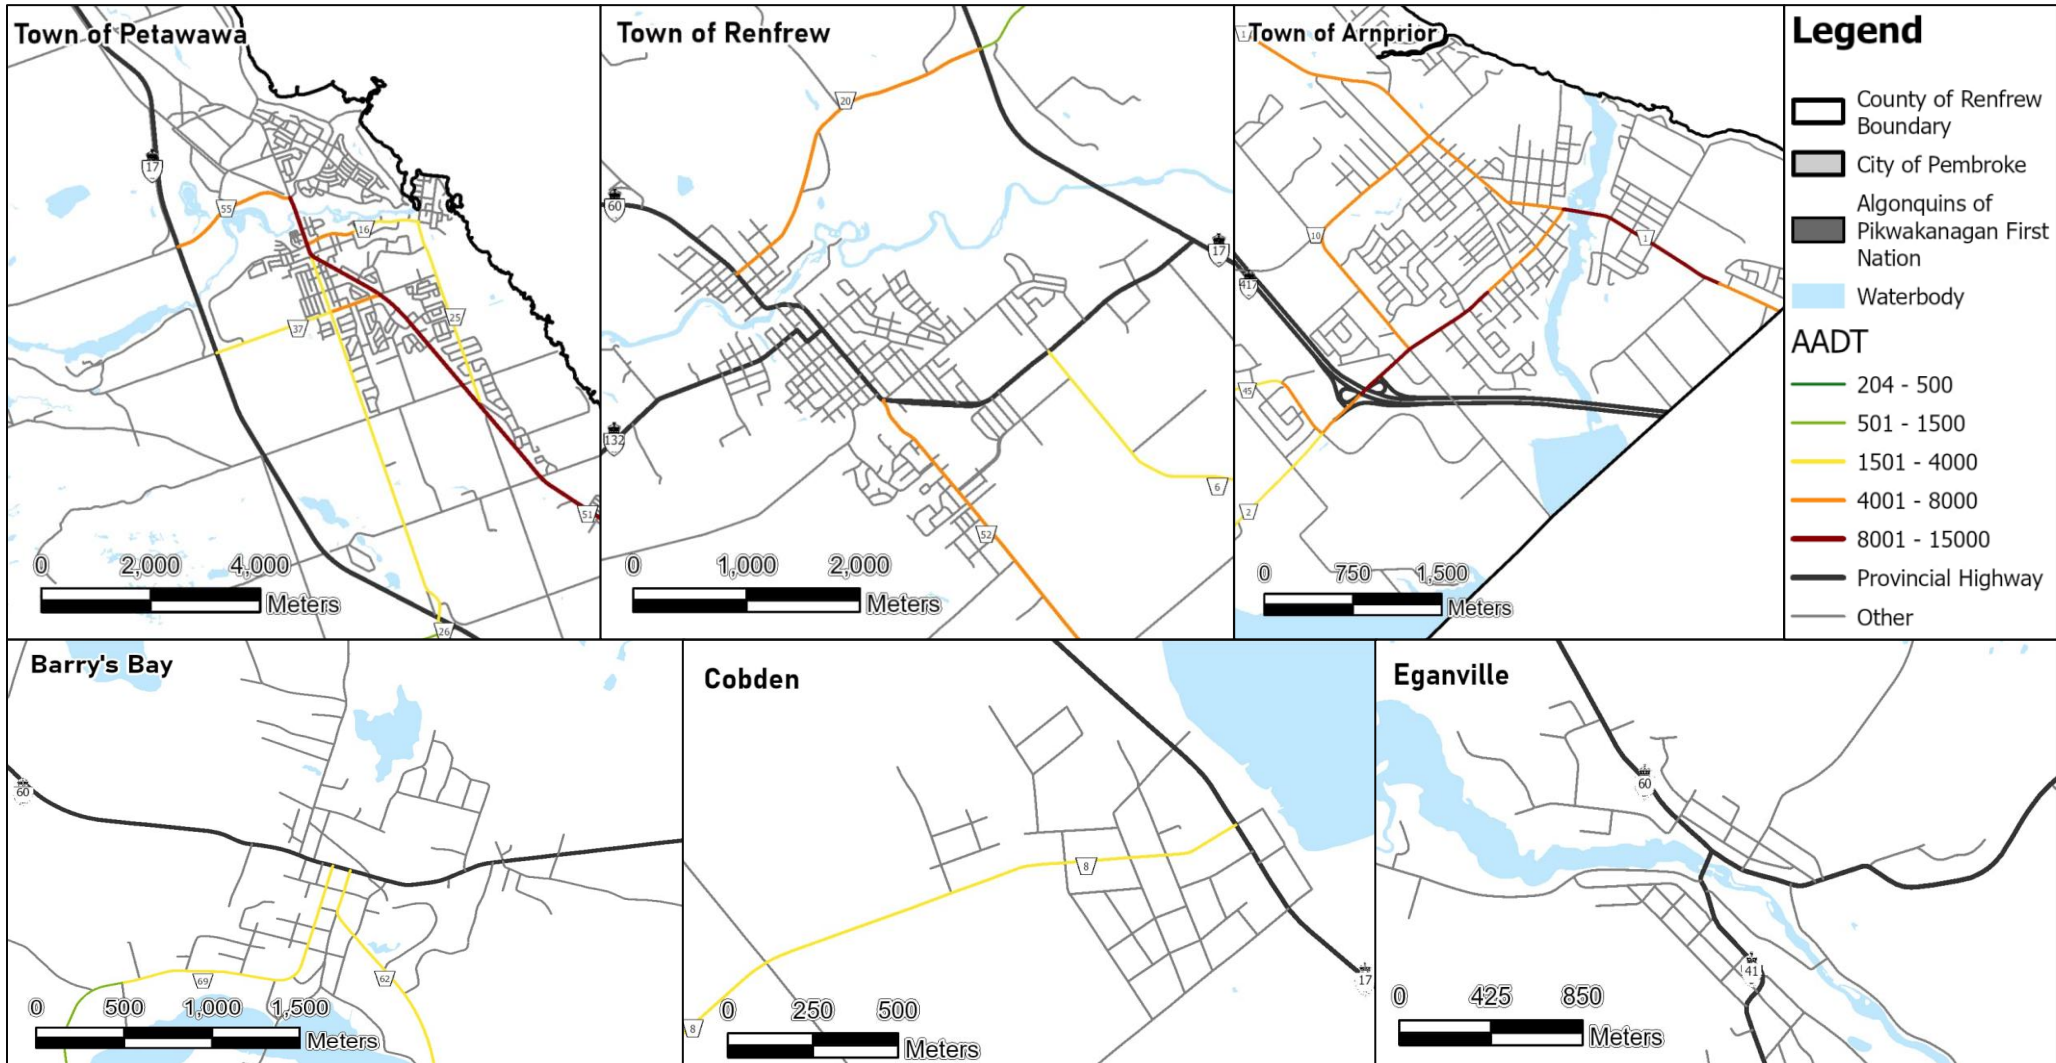 Town of Petawawa
17
55
16
25
37
51
26
0 2,000 4,000
Meters
Town of Renfrew
20
60
17
132
6
52
0 1,000 2,000
Meters
Town of Arnprior
1
10
1
417
45
2
0 750 1,500
Meters
Legend
County of Renfrew
Boundary
City of Pembroke
Algonquins of
Pikwakanagan First
Nation
Waterbody
AADT
204 - 500
501 - 1500
1501 - 4000
4001 - 8000
8001 - 15000
Provincial Highway
Other
Barry's Bay
60
69
62
0 500 1,000 1,500
Meters
Cobden
8
17
8
0 250 500
Meters
Eganville
60
41
0 425 850
Meters